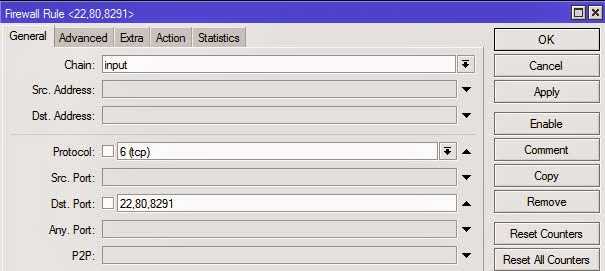 Firewall Rule <22,80,8291>
General Advanced Extra Action Statistics
OK
Chain: input
Cancel
Src. Address:
Apply
Dst. Address:
Enable
Protocol: 6 (tcp)
Comment
Src. Port:
Copy
Dst. Port: 22,80,8291
Remove
Any. Port:
Reset Counters
P2P:
Reset All Counters